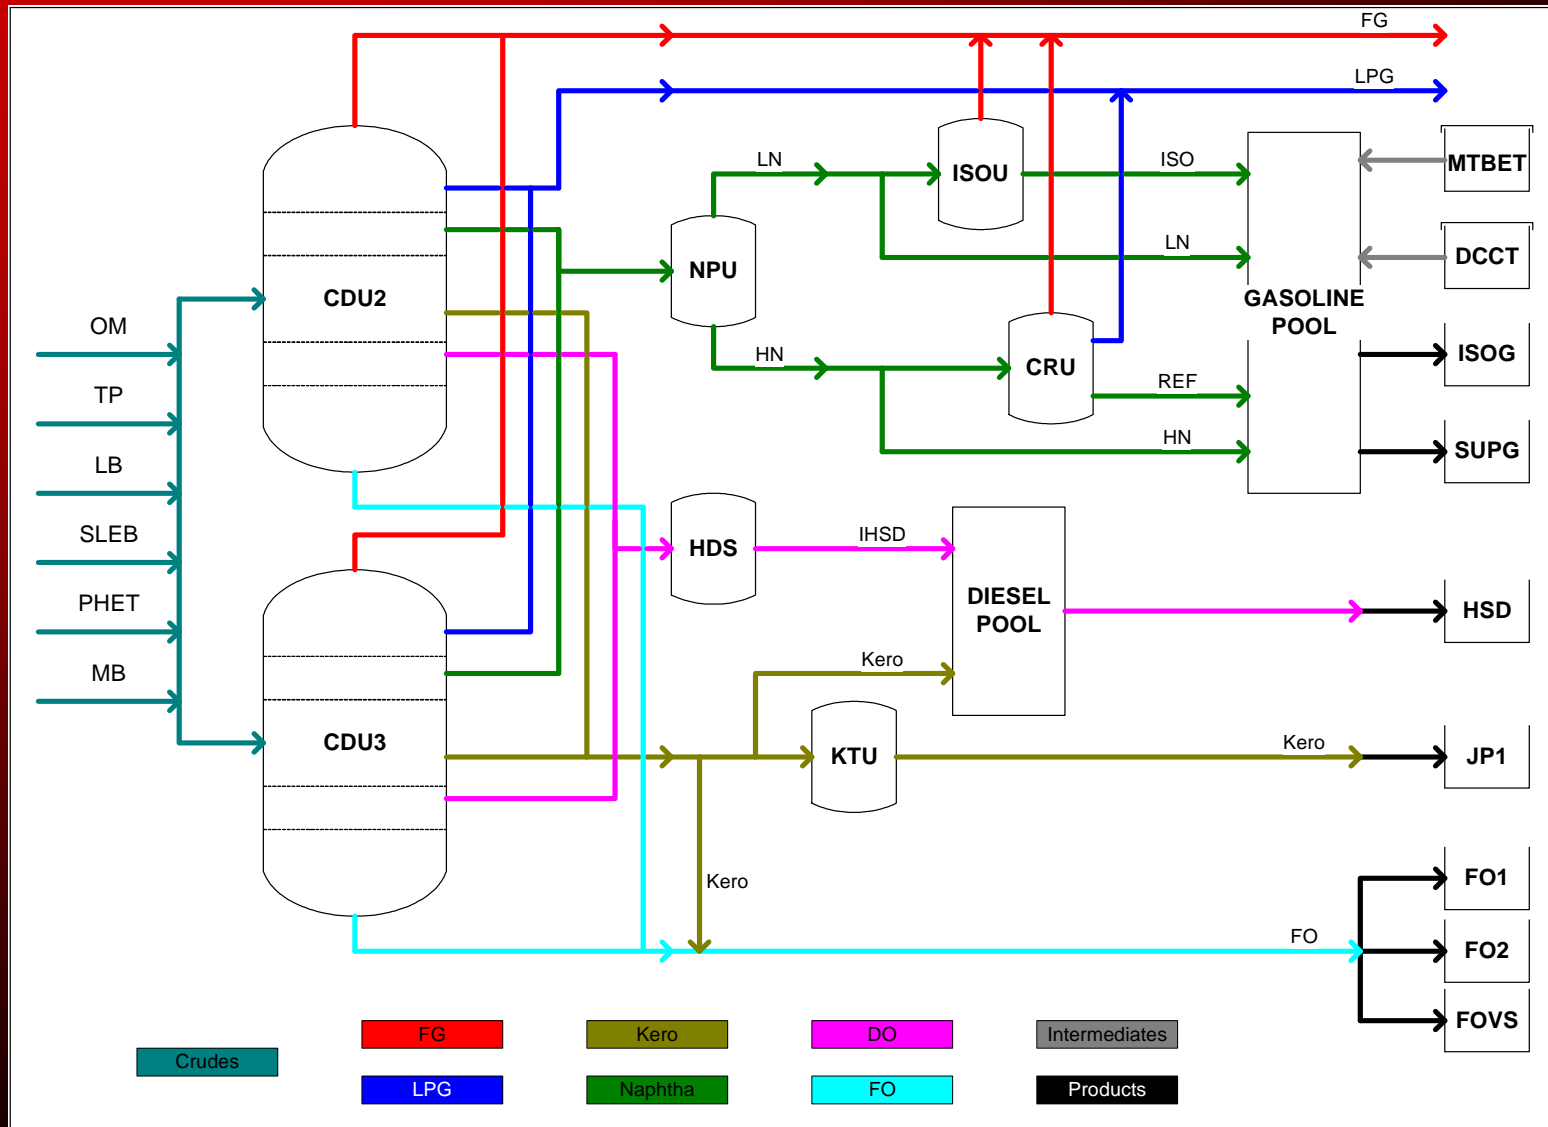 FG
LPG
MTBET
LN
ISOU
ISO
LN
DCCT
NPU
CDU2
GASOLINE
POOL
OM
HN
CRU
ISOG
TP
REF
HN
SUPG
LB
SLEB
HDS
IHSD
PHET
DIESEL
POOL
HSD
MB
Kero
CDU3
KTU
Kero
JP1
Kero
FO1
FO
FO2
FOVS
FG
Kero
DO
Intermediates
Crudes
LPG
Naphtha
FO
Products